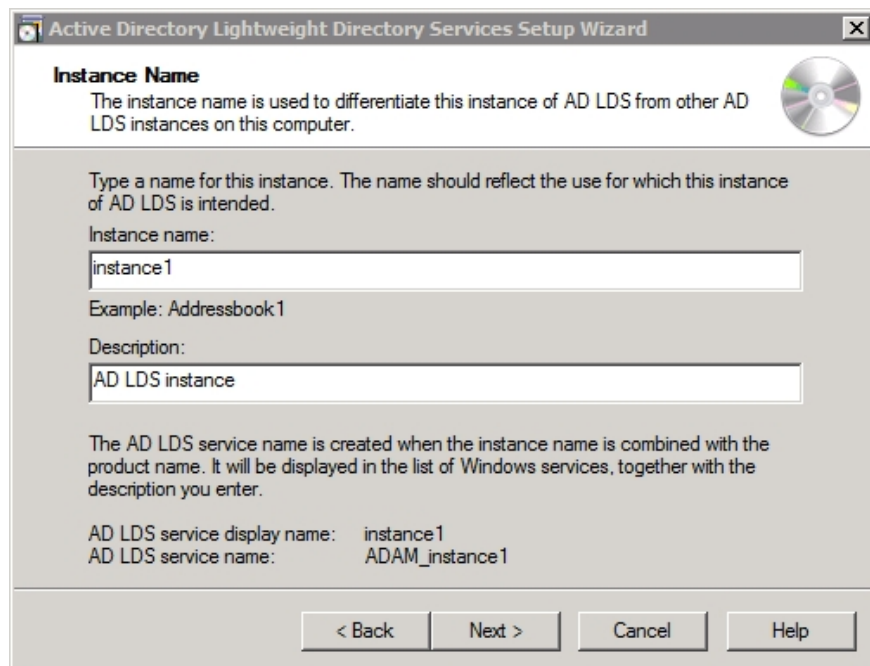 Active Directory Lightweight Directory Services Setup Wizard
Instance Name
The instance name is used to differentiate this instance of AD LDS from other AD
LDS instances on this computer.
Type a name for this instance. The name should reflect the use for which this instance
of AD LDS is intended.
Instance name:
instance1
Example: Addressbook1
Description:
AD LDS instance
The AD LDS service name is created when the instance name is combined with the
product name. It will be displayed in the list of Windows services, together with the
description you enter.
AD LDS service display name: instance1
AD LDS service name: ADAM_instance1
< Back Next > Cancel Help